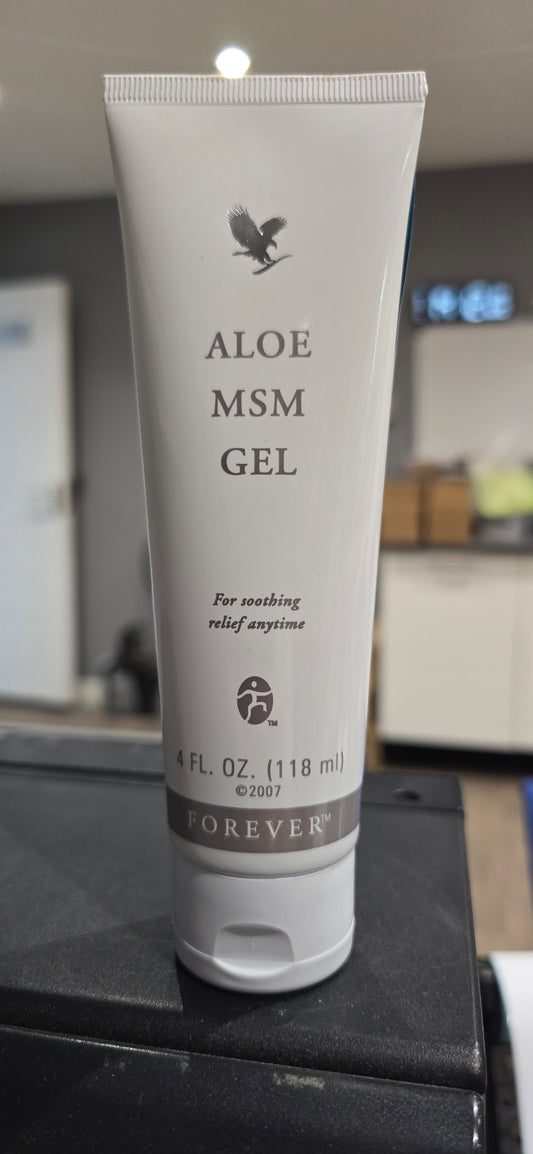 ALOE
MSM
GEL
For soothing
relief anytime
TM
4 FL. OZ. (118 ml)
©2007
FOREVER™